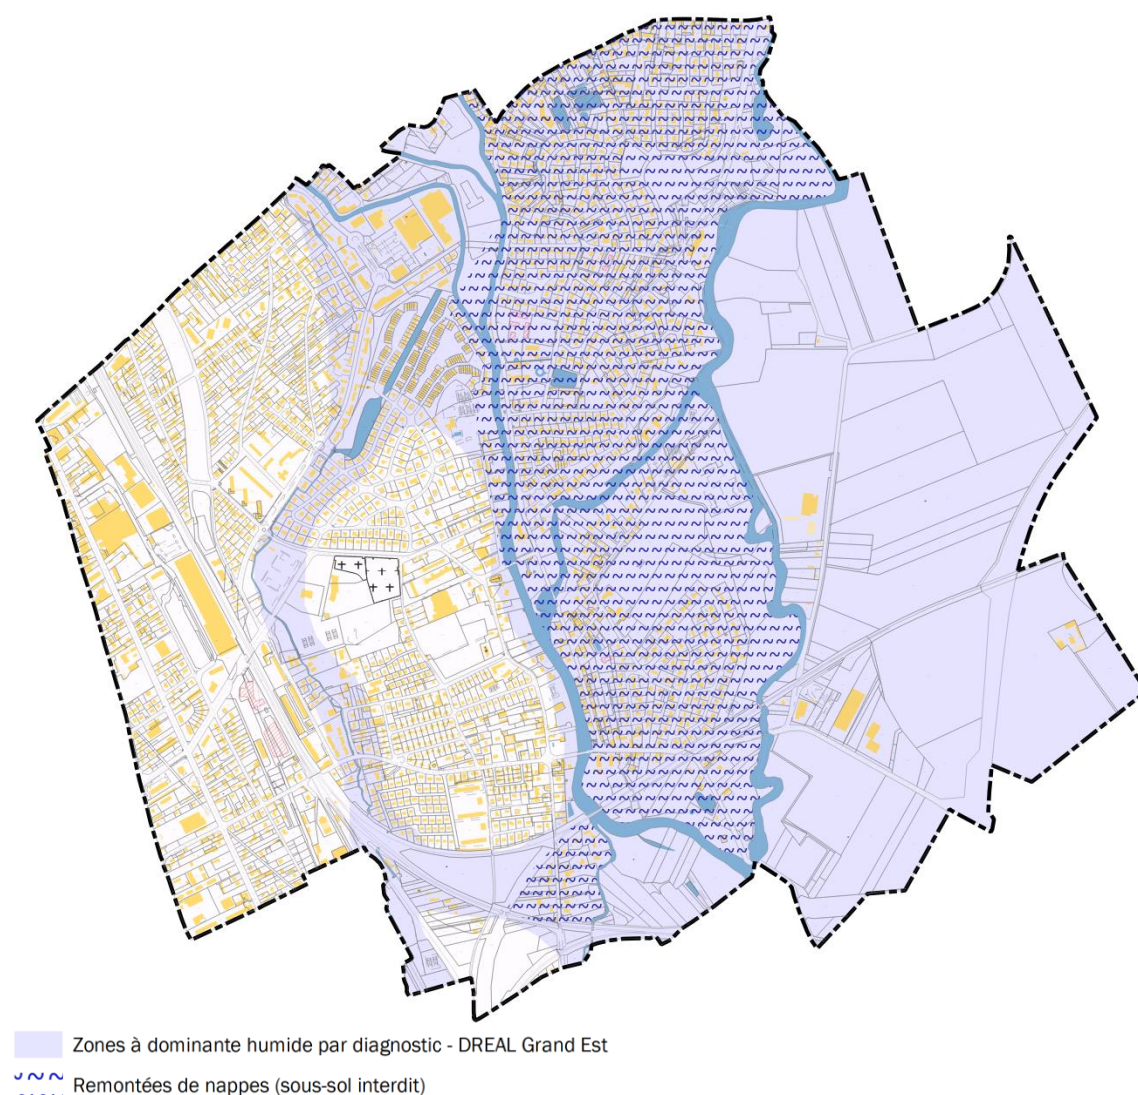 Zones à dominante humide par diagnostic - DREAL Grand Est
Remontées de nappes (sous-sol interdit)